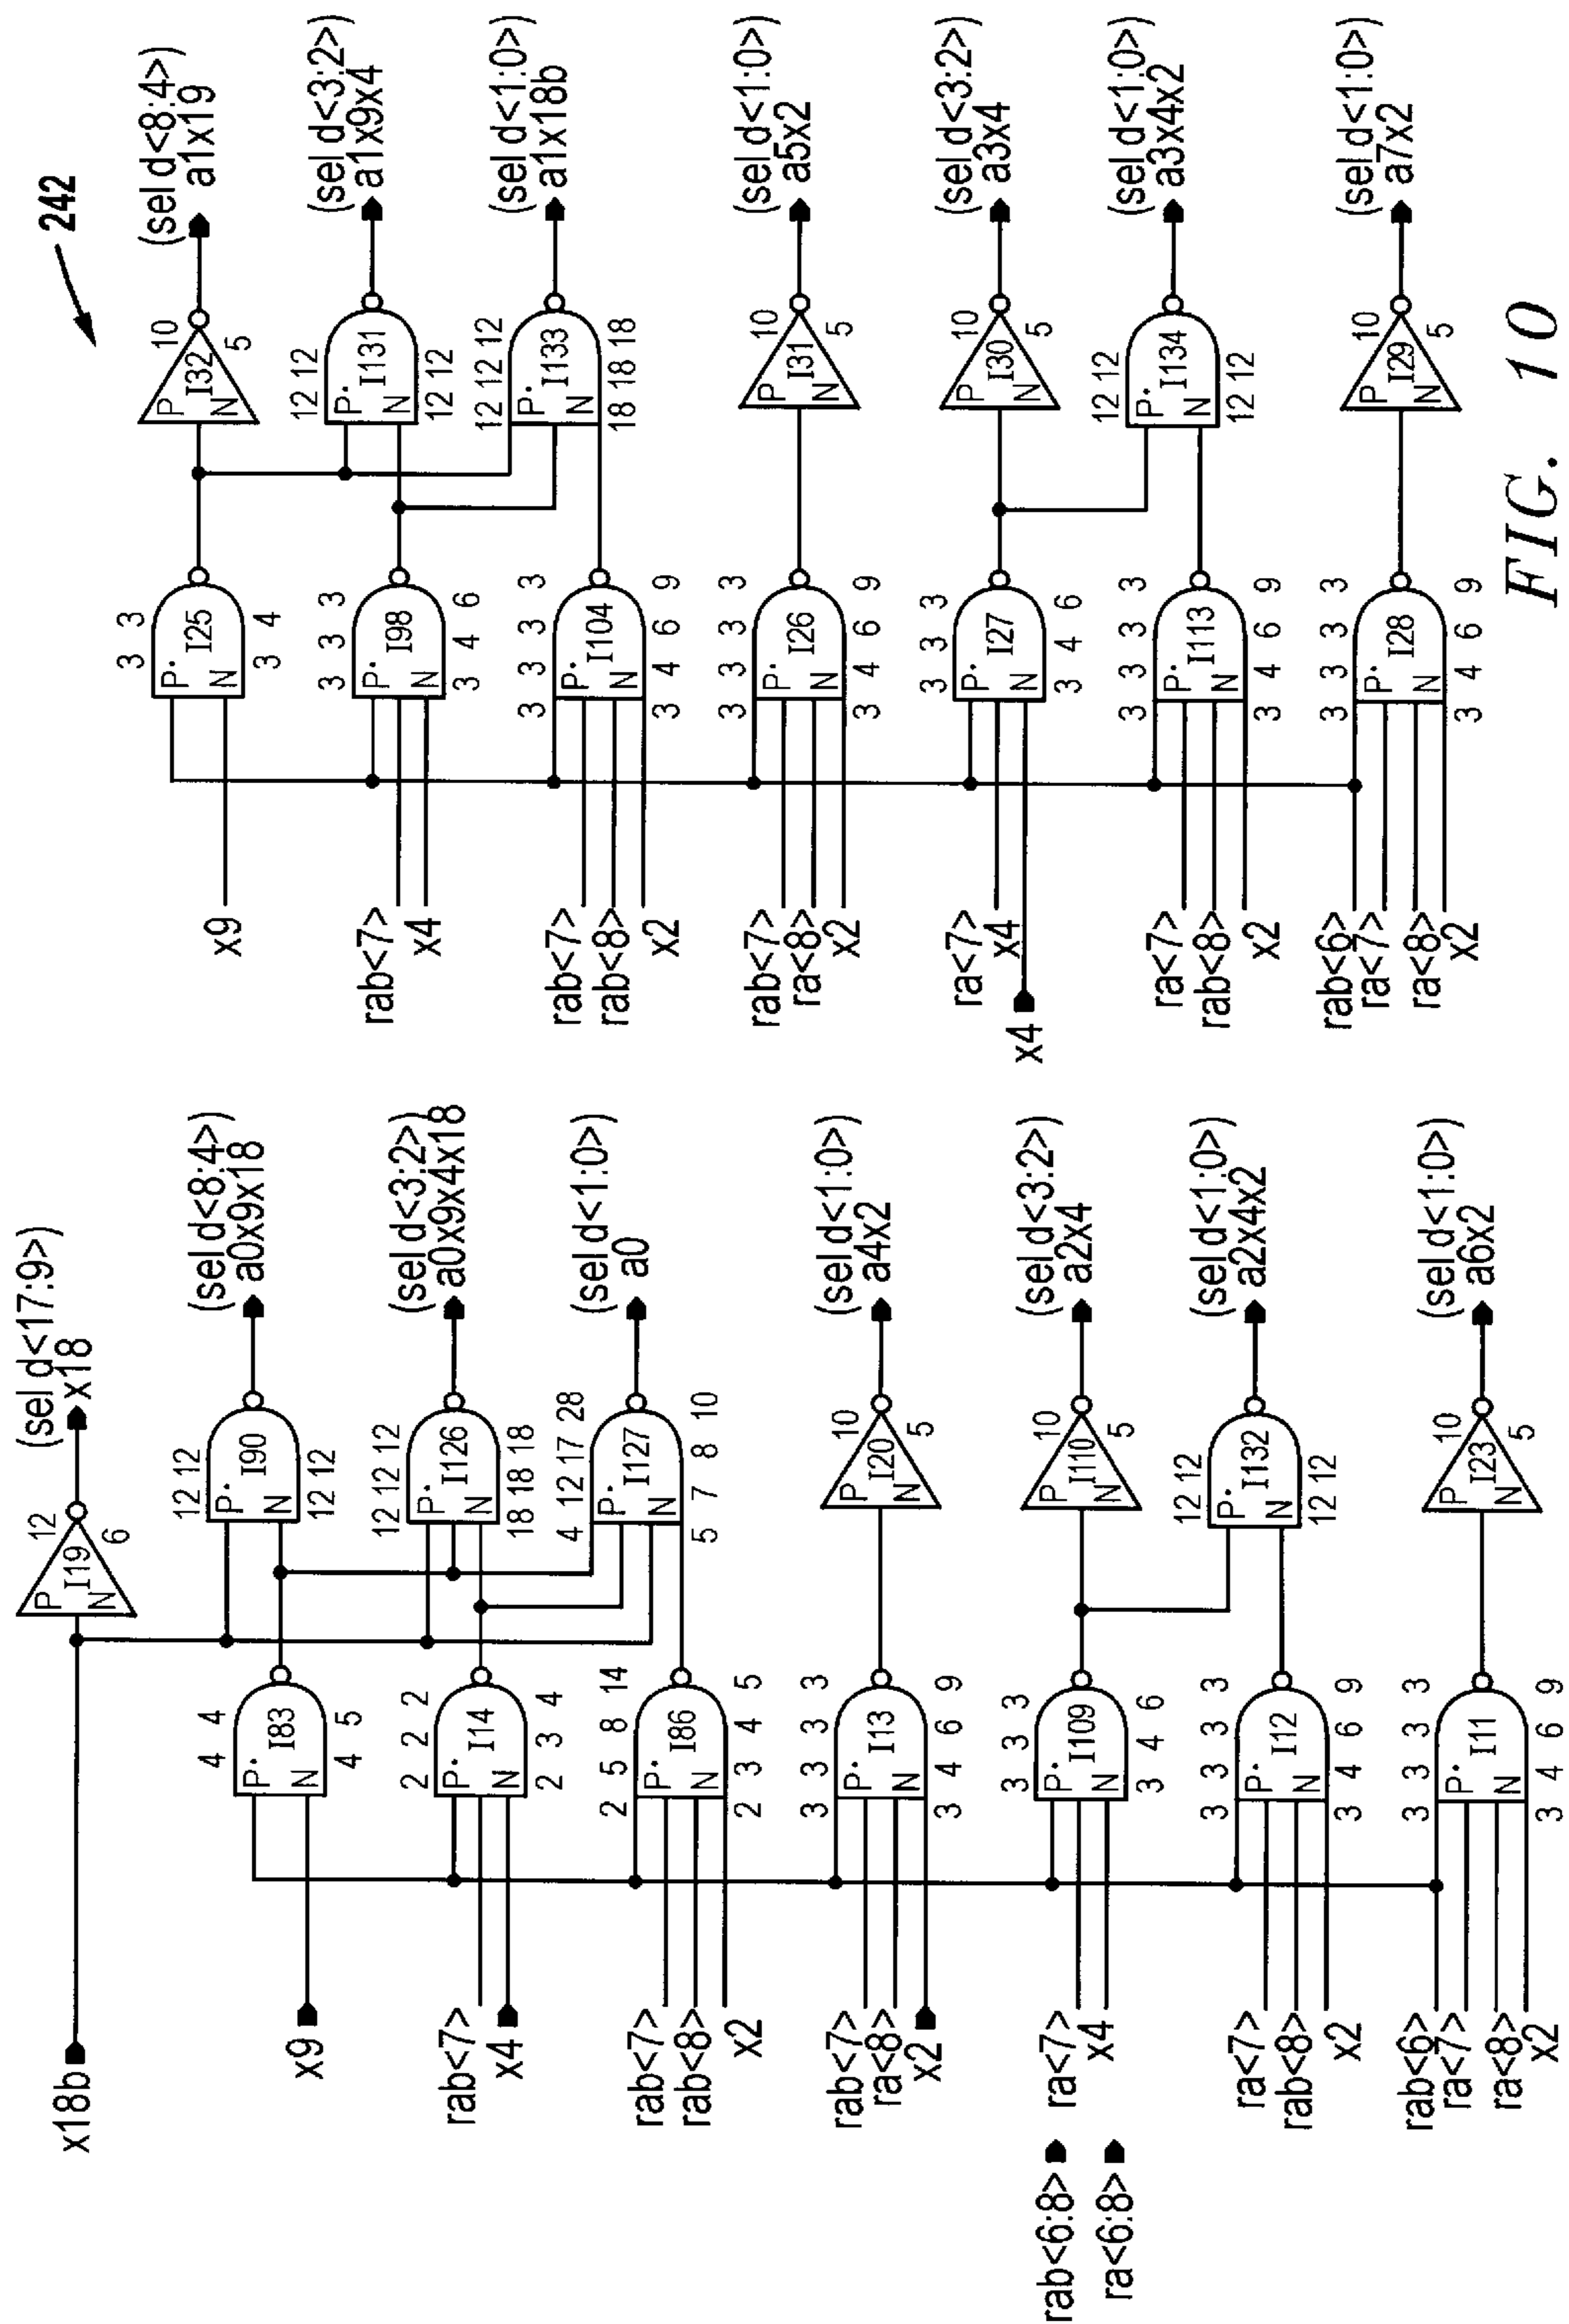 242
(sel d<8:4>)
a1x19
10
P
I32
N
5
3 3
P·
I25
N
3 4
x9
(sel d<3:2>)
a1x9x4
12 12
P·
I131
N
12 12
3 3 3
P·
I98
N
3 4 6
rab<7>
x4
(sel d<1:0>)
a1x18b
12 12 12
P·
I133
N
18 18 18
3 3 3 3
P·
I104
N
3 4 6 9
rab<7>
rab<8>
x2
(sel d<1:0>)
a5x2
10
P
I31
N
5
3 3 3 3
P·
I26
N
3 4 6 9
rab<7>
ra<8>
x2
(sel d<3:2>)
a3x4
10
P
I30
N
5
3 3 3
P·
I27
N
3 4 6
ra<7>
x4
x4
(sel d<1:0>)
a3x4x2
12 12
P·
I134
N
12 12
3 3 3 3
P·
I113
N
3 4 6 9
ra<7>
rab<8>
x2
(sel d<1:0>)
a7x2
10
P
I29
N
5
3 3 3 3
P·
I28
N
3 4 6 9
rab<6>
ra<7>
ra<8>
x2
(sel d<17:9>)
x18
12
P
I19
N
6
x18b
(sel d<8:4>)
a0x9x18
12 12
P·
I90
N
12 12
4 4
P·
I83
N
4 5
x9
(sel d<3:2>)
a0x9x4x18
12 12 12
P·
I126
N
18 18 18
2 2 2
P·
I14
N
2 3 4
rab<7>
x4
(sel d<1:0>)
a0
4 12 17 28
P·
I127
N
5 7 8 10
2 5 8 14
P·
I86
N
2 3 4 5
rab<7>
rab<8>
x2
(sel d<1:0>)
a4x2
10
P
I20
N
5
3 3 3 3
P·
I13
N
3 4 6 9
rab<7>
ra<8>
x2
(sel d<3:2>)
a2x4
10
P
I110
N
5
3 3 3
P·
I109
N
3 4 6
ra<7>
x4
(sel d<1:0>)
a2x4x2
12 12
P·
I132
N
12 12
3 3 3 3
P·
I12
N
3 4 6 9
ra<7>
rab<8>
x2
(sel d<1:0>)
a6x2
10
P
I23
N
5
3 3 3 3
P·
I11
N
3 4 6 9
rab<6>
ra<7>
ra<8>
x2
rab<6:8>
ra<6:8>
FIG. 10